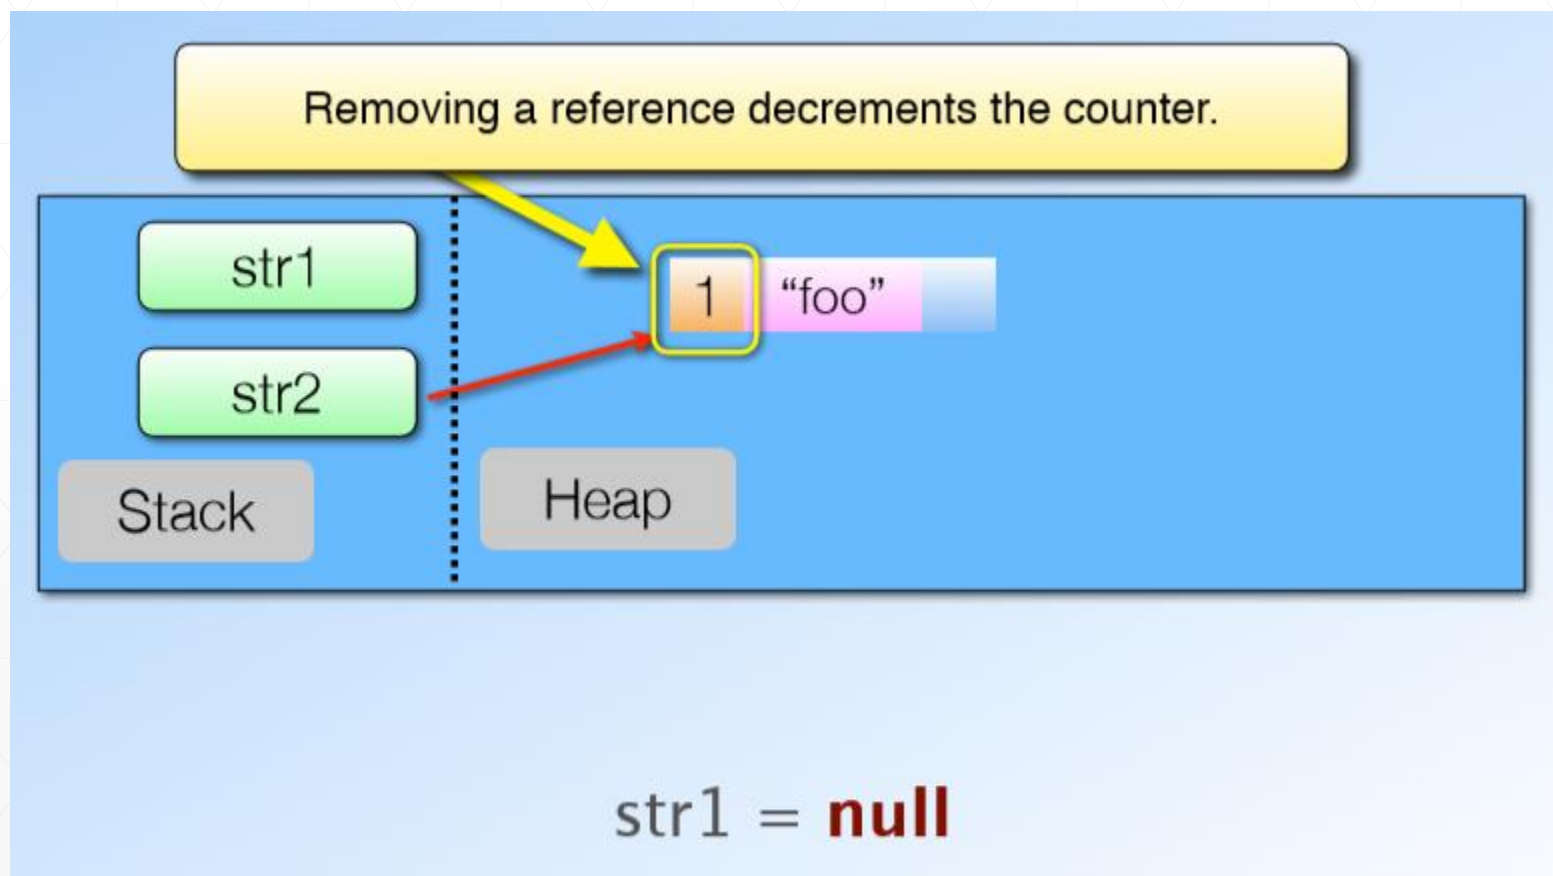 Removing a reference decrements the counter.
str1
1 “foo”
str2
Stack
Heap
str1 = null